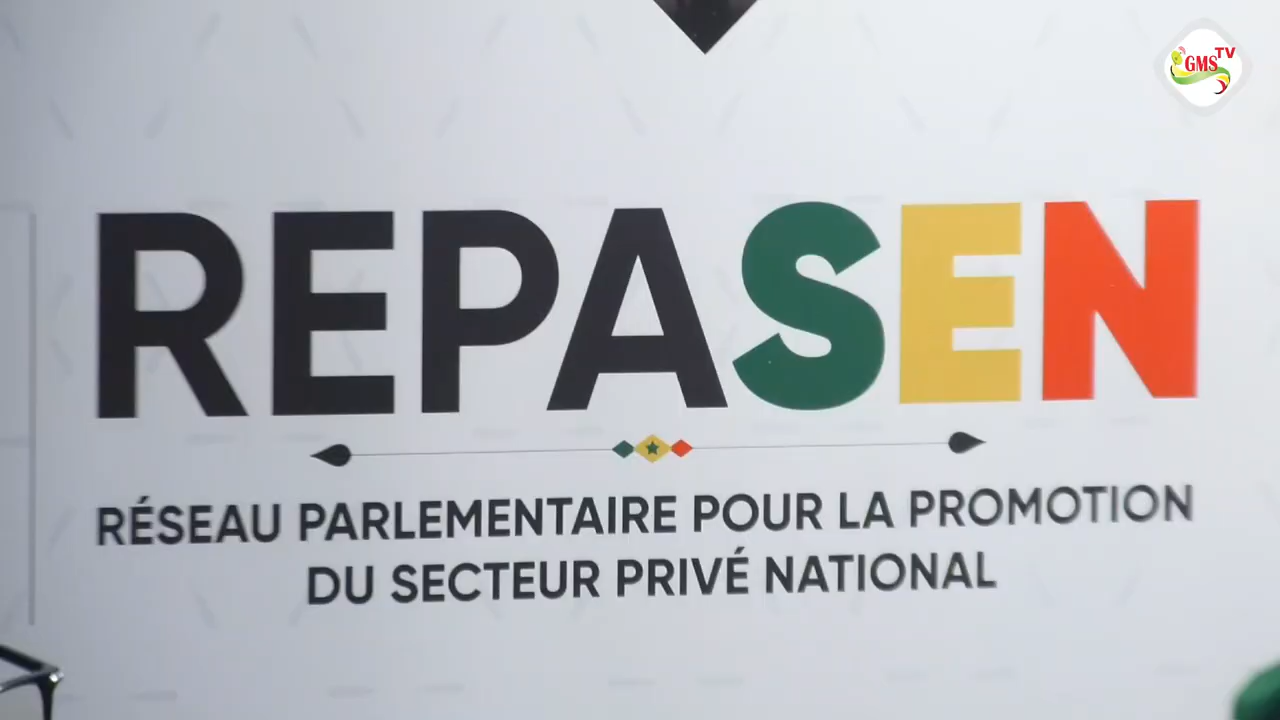 GMS TV
REPASEN
RÉSEAU PARLEMENTAIRE POUR LA PROMOTION
DU SECTEUR PRIVÉ NATIONAL